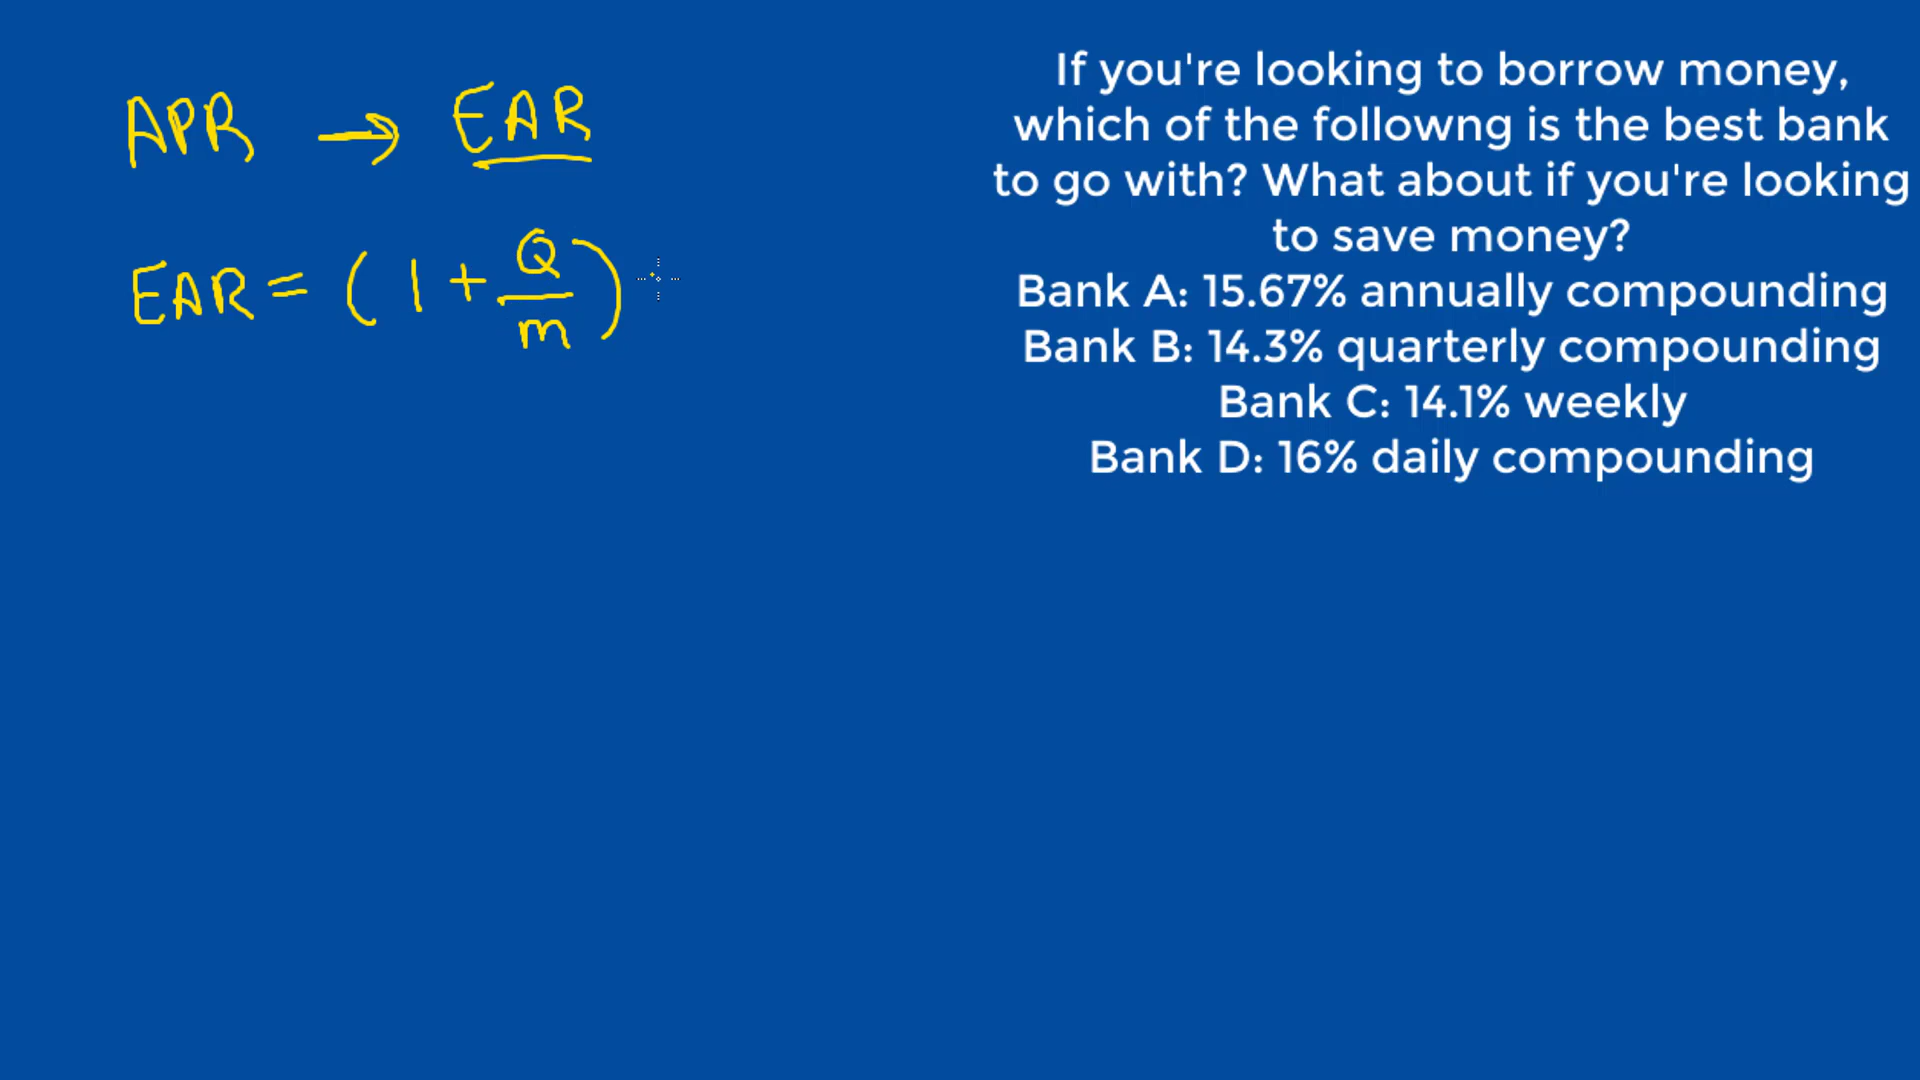 APR → EAR
EAR = ( 1 + Q/m )
If you're looking to borrow money,
which of the followng is the best bank
to go with? What about if you're looking
to save money?
Bank A: 15.67% annually compounding
Bank B: 14.3% quarterly compounding
Bank C: 14.1% weekly
Bank D: 16% daily compounding